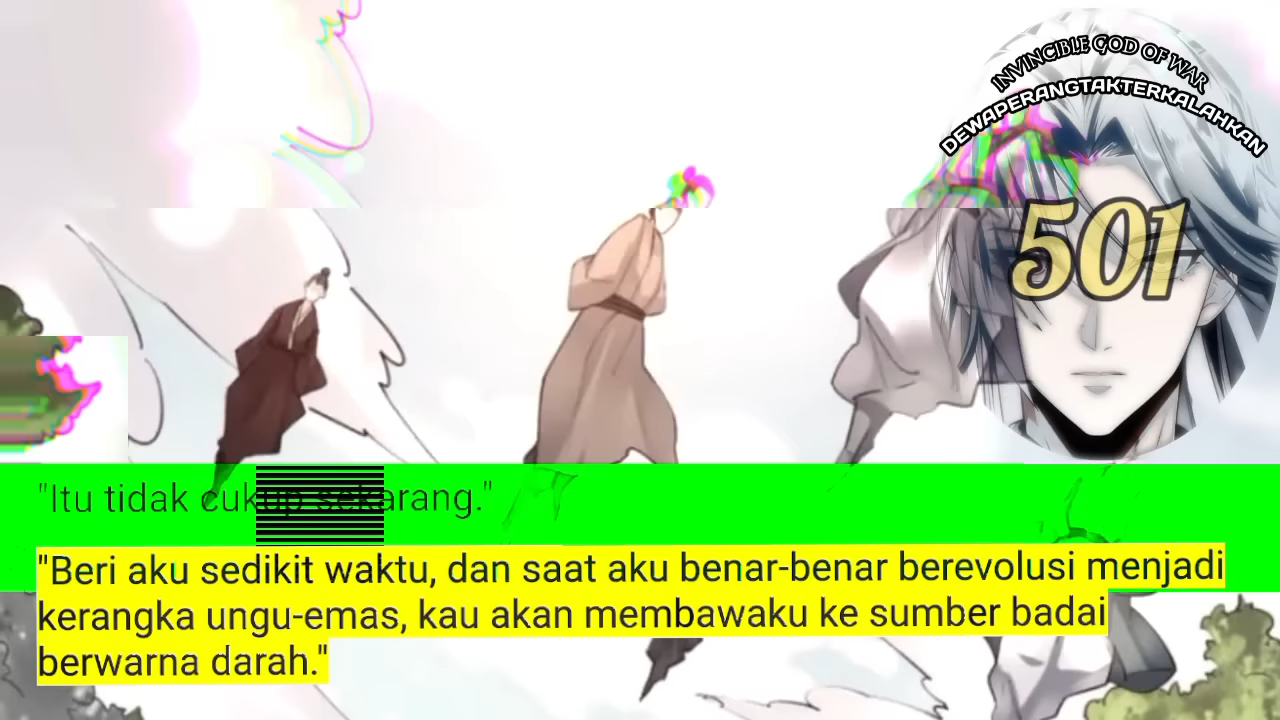 INVINCIBLE GOD OF WAR
DEWAPERANGTAKTERKALAHKAN
501
"Itu tidak cukup sekarang."
"Beri aku sedikit waktu, dan saat aku benar-benar berevolusi menjadi
kerangka ungu-emas, kau akan membawaku ke sumber badai
berwarna darah."